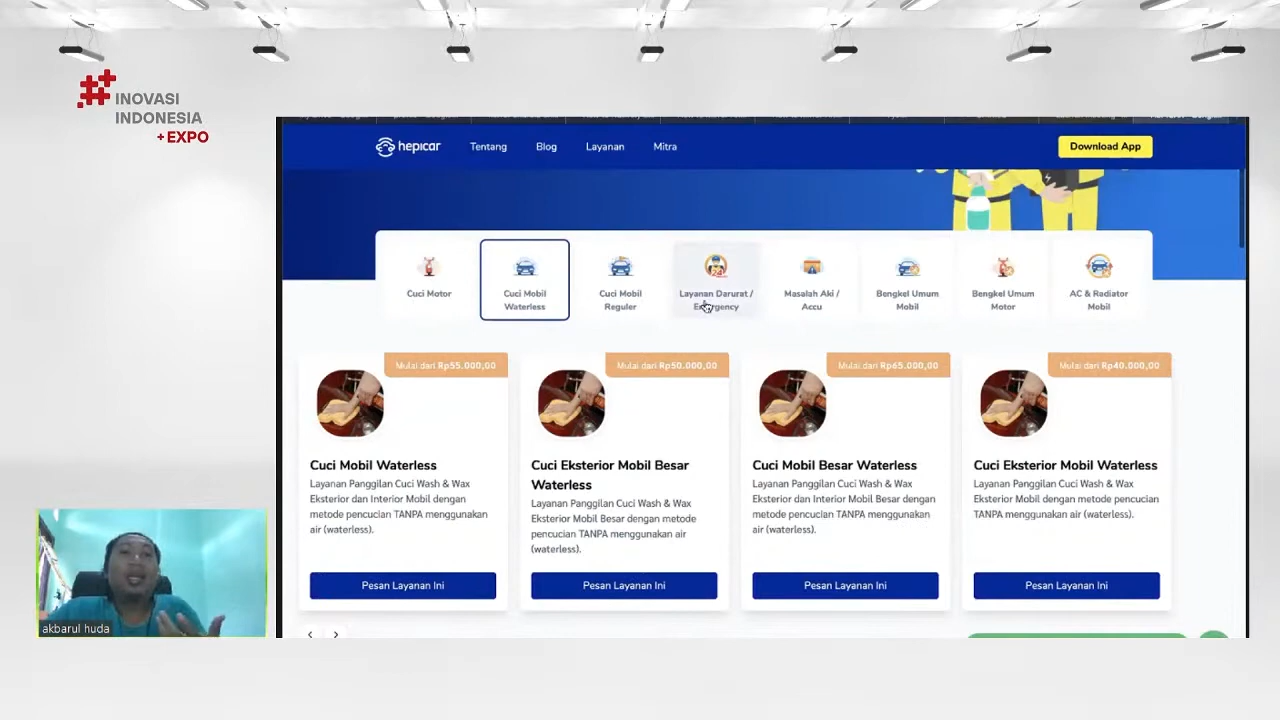 INOVASI
INDONESIA
+EXPO
hepicar
Tentang
Blog
Layanan
Mitra
Download App
Cuci Motor
Cuci Mobil
Waterless
Cuci Mobil
Reguler
Layanan Darurat /
Emergency
Masalah Aki /
Accu
Bengkel Umum
Mobil
Bengkel Umum
Motor
AC & Radiator
Mobil
Mulai dari Rp55.000,00
Cuci Mobil Waterless
Layanan Panggilan Cuci Wash & Wax
Eksterior dan Interior Mobil dengan
metode pencucian TANPA menggunakan
air (waterless).
Pesan Layanan Ini
Mulai dari Rp50.000,00
Cuci Eksterior Mobil Besar
Waterless
Layanan Panggilan Cuci Wash & Wax
Eksterior Mobil Besar dengan metode
pencucian TANPA menggunakan air
(waterless).
Pesan Layanan Ini
Mulai dari Rp65.000,00
Cuci Mobil Besar Waterless
Layanan Panggilan Cuci Wash & Wax
Eksterior dan Interior Mobil Besar dengan
metode pencucian TANPA menggunakan
air (waterless).
Pesan Layanan Ini
Mulai dari Rp40.000,00
Cuci Eksterior Mobil Waterless
Layanan Panggilan Cuci Wash & Wax
Eksterior Mobil dengan metode pencucian
TANPA menggunakan air (waterless).
Pesan Layanan Ini
akbarul huda